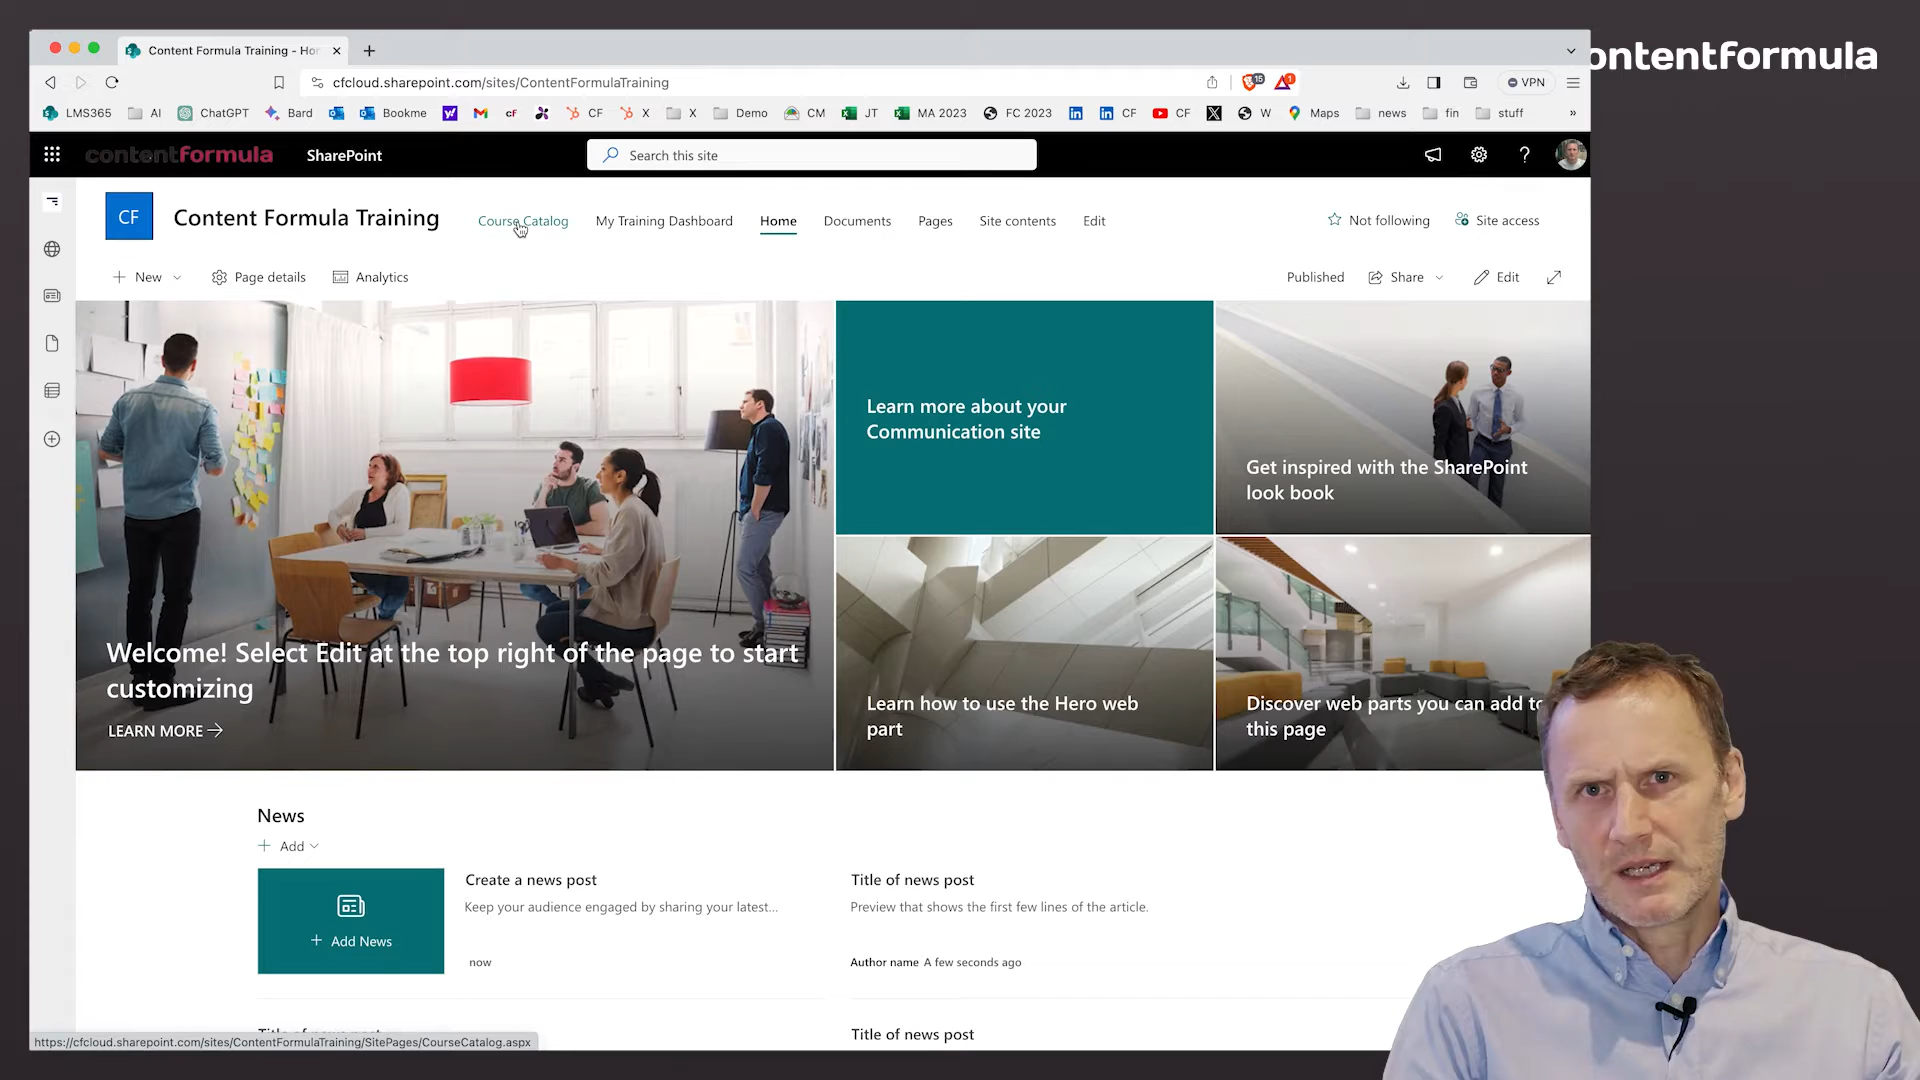 Content Formula Training - Hor
contentformula
cfcloud.sharepoint.com/sites/ContentFormulaTraining
15
1
VPN
LMS365 AI ChatGPT Bard Bookme cf CF X X Demo CM JT MA 2023 FC 2023 CF CF W Maps news fin stuff »
contentformula SharePoint Search this site ?
CF Content Formula Training Course Catalog My Training Dashboard Home Documents Pages Site contents Edit Not following Site access
New Page details Analytics Published Share Edit
Learn more about your
Communication site
Get inspired with the SharePoint
look book
Welcome! Select Edit at the top right of the page to start
customizing
LEARN MORE
Learn how to use the Hero web
part
Discover web parts you can add to
this page
News
Add
Add News
Create a news post
Keep your audience engaged by sharing your latest...
now
Title of news post
Preview that shows the first few lines of the article.
Author name A few seconds ago
Title of news post
Title of news post
https://cfcloud.sharepoint.com/sites/ContentFormulaTraining/SitePages/CourseCatalog.aspx